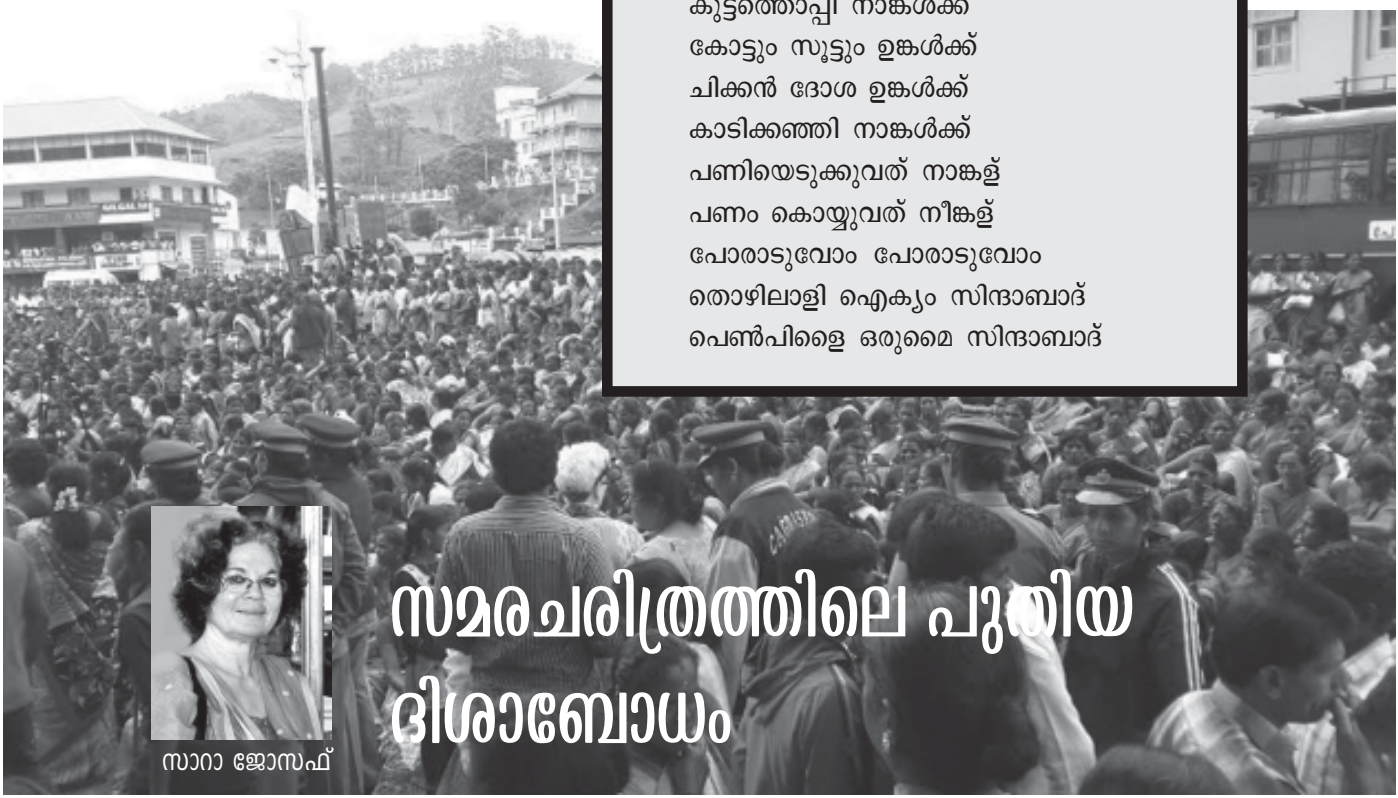 കുട്ടത്തൊപ്പി നാങ്കൾക്ക്
കോട്ടും സൂട്ടും ഉങ്കൾക്ക്
ചിക്കൻ ദോശ ഉങ്കൾക്ക്
കാടിക്കഞ്ഞി നാങ്കൾക്ക്
പണിയെടുക്കുവത് നാങ്കള്
പണം കൊയ്യുവത് നീങ്കള്
പോരാടുവോം പോരാടുവോം
തൊഴിലാളി ഐക്യം സിന്ദാബാദ്
പെൺപിളൈ ഒരുമൈ സിന്ദാബാദ്
സമരചരിത്രത്തിലെ പുതിയ
ദിശാബോധം
സാറാ ജോസഫ്